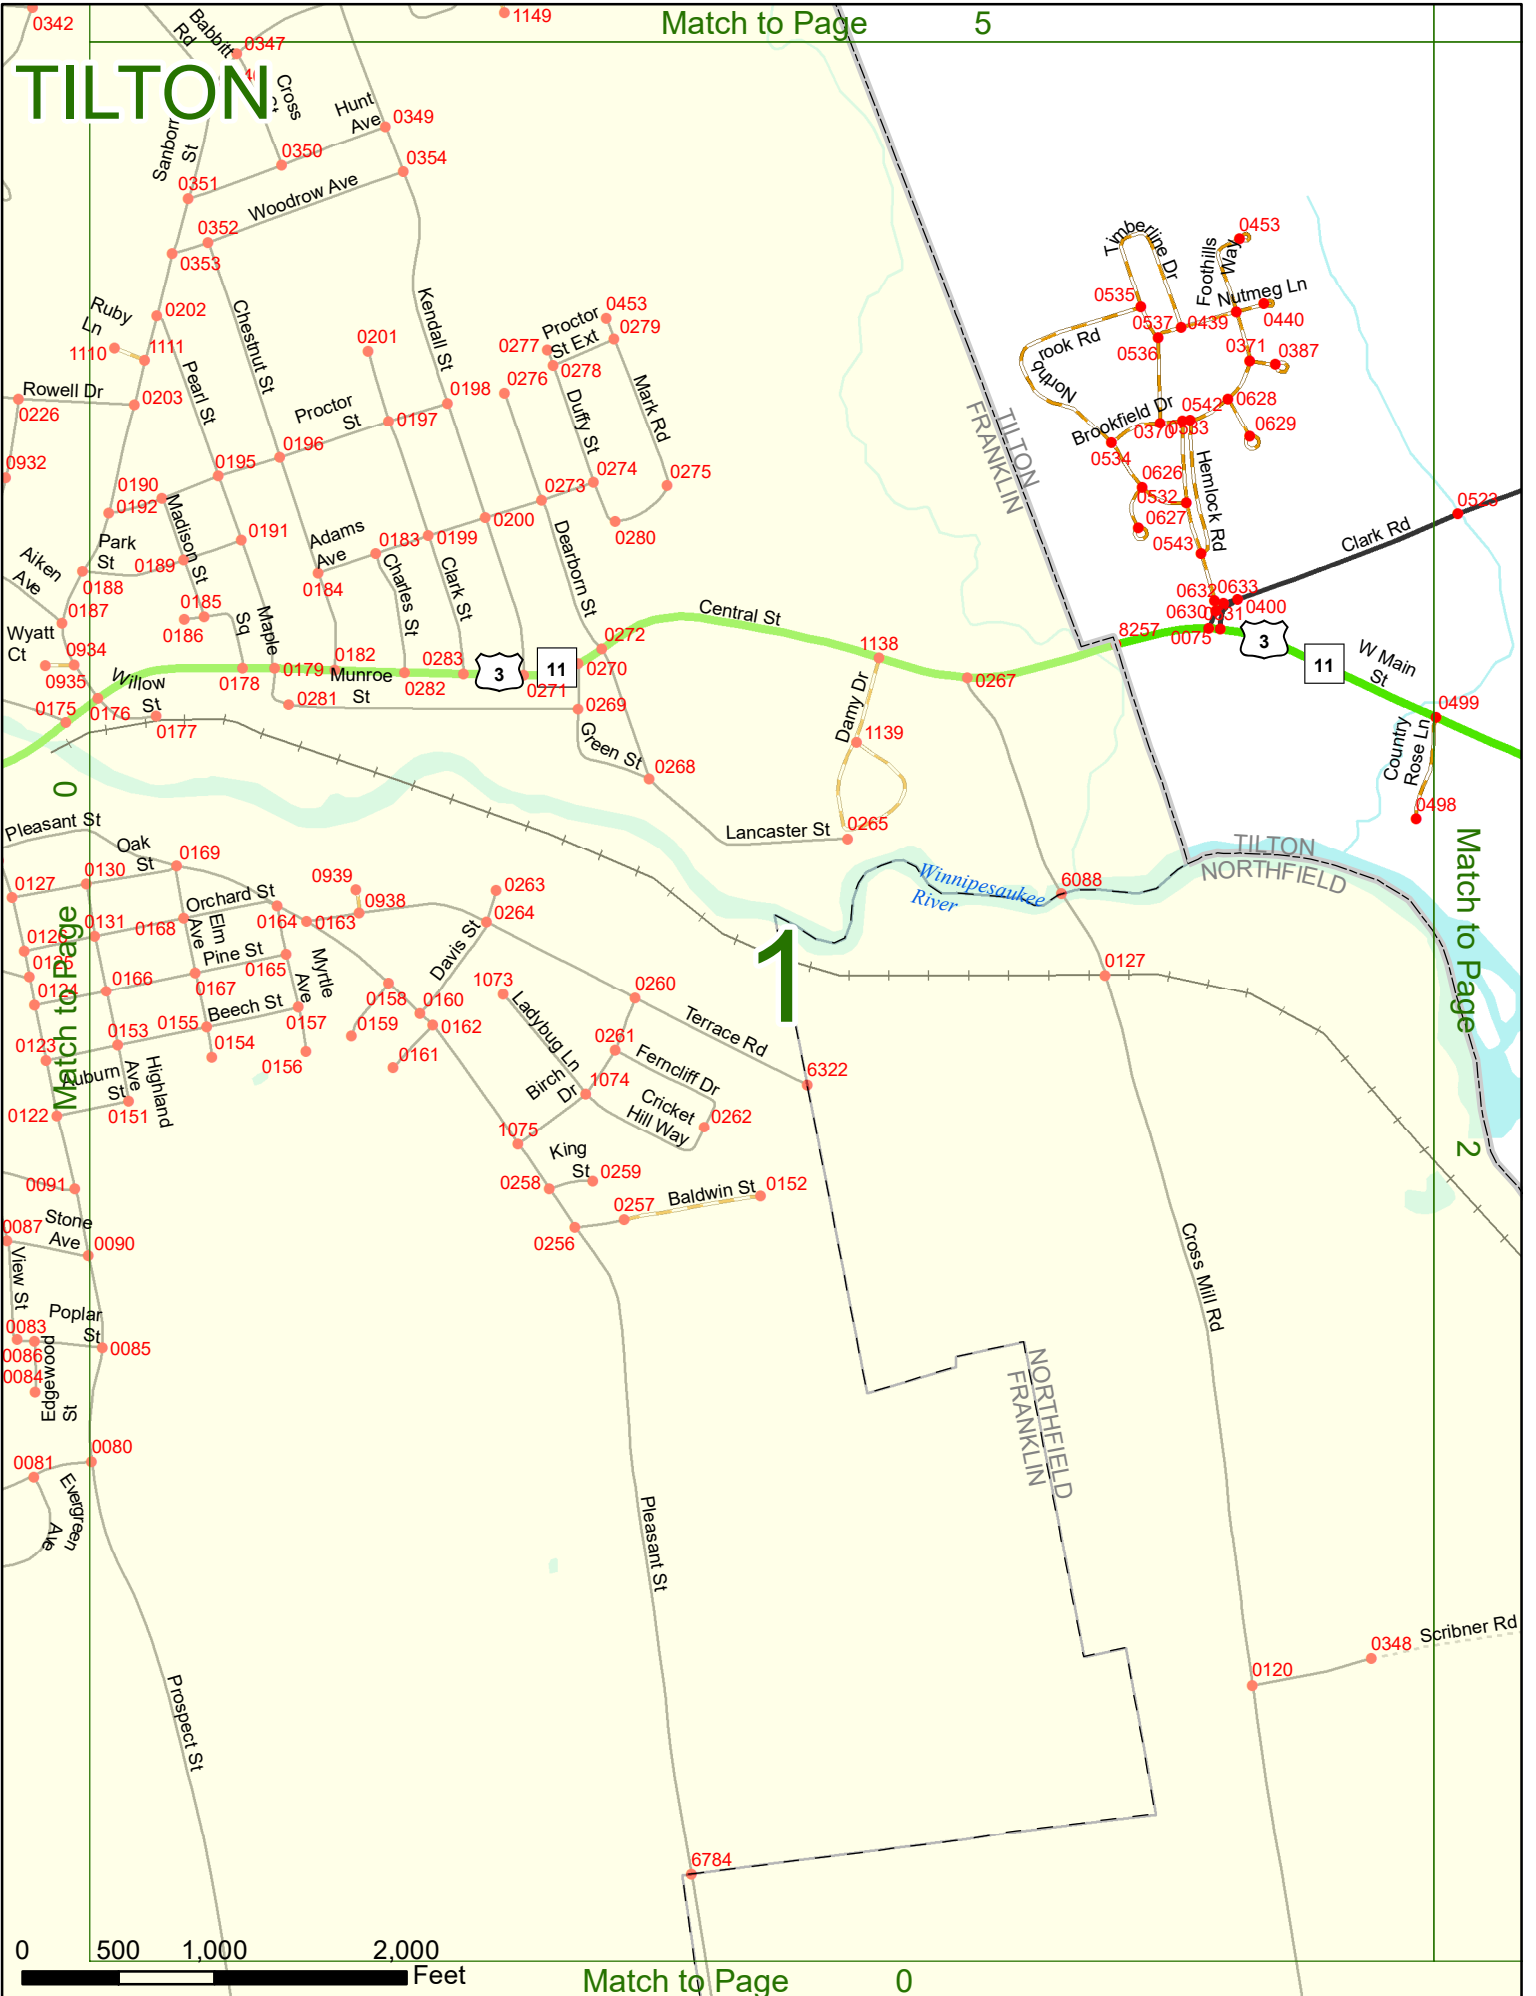 Match to Page 5
TILTON
0342
1149
Babbitt
Rd
0347
Cross
Hunt
Ave
0349
0350
0354
Sanborn
St
0351
Woodrow Ave
0352
0353
0202
Ruby
Ln
1110
1111
Chestnut St
Kendall St
0201
Proctor
St Ext
0453
0279
0277
0278
0276
Rowell Dr
0226
0203
Pearl St
Proctor
St
0198
0197
0196
Duffy St
Mark Rd
0932
0195
0190
0192
0274
0275
0273
0200
0280
Madison St
0191
Adams
Ave
0183
0199
Park
St
0189
0188
0184
Aiken
Ave
0187
0185
0186
Charles St
Clark St
Dearborn St
Sq
Maple
Wyatt
Ct
0934
0935
0178
0179
0182
Munroe
St
0282
0283
3
11
0271
0270
0272
0269
Central St
1138
0267
Willow
St
0175
0176
0177
0281
Green St
0268
Damy Dr
1139
0265
Lancaster St
Timberline Dr
Foothills
Way
0453
Nutmeg Ln
0440
0439
0535
0537
0536
Northb
rook Rd
0371
0387
0628
0629
0542
0533
0370
Brookfield Dr
0534
0626
0532
0627
0543
Hemlock Rd
TILTON
FRANKLIN
0523
Clark Rd
0633
0632
0630
0400
0075
8257
3
11
W Main
St
0499
Country
Rose Ln
0498
TILTON
NORTHFIELD
Match to Page 0
Match to Page 2
Pleasant St
Oak
St
0169
0127
0130
0939
0938
0263
0264
Orchard St
0131
0168
0164
0163
0126
0125
0124
Elm
Ave
Pine St
0165
Myrtle
Ave
Davis St
0166
0167
0158
0160
0162
1073
Beech St
0157
0159
0161
0155
0153
0154
0156
0123
Auburn
St
Highland
Ave
0122
0151
Winnipesaukee
River
6088
0127
1
0260
Terrace Rd
0261
Ladybug Ln
Ferncliff Dr
6322
Birch
Dr
1074
Cricket
Hill Way
0262
1075
King
St
0259
0258
0257
Baldwin St
0152
0256
0091
0087
Stone
Ave
0090
View St
Poplar
St
0083
0086
0084
0085
Edgewood
St
0080
0081
Evergreen
Ave
Cross Mill Rd
NORTHFIELD
FRANKLIN
Pleasant St
Prospect St
0120
0348
Scribner Rd
6784
0 500 1,000 2,000
Feet
Match to Page 0